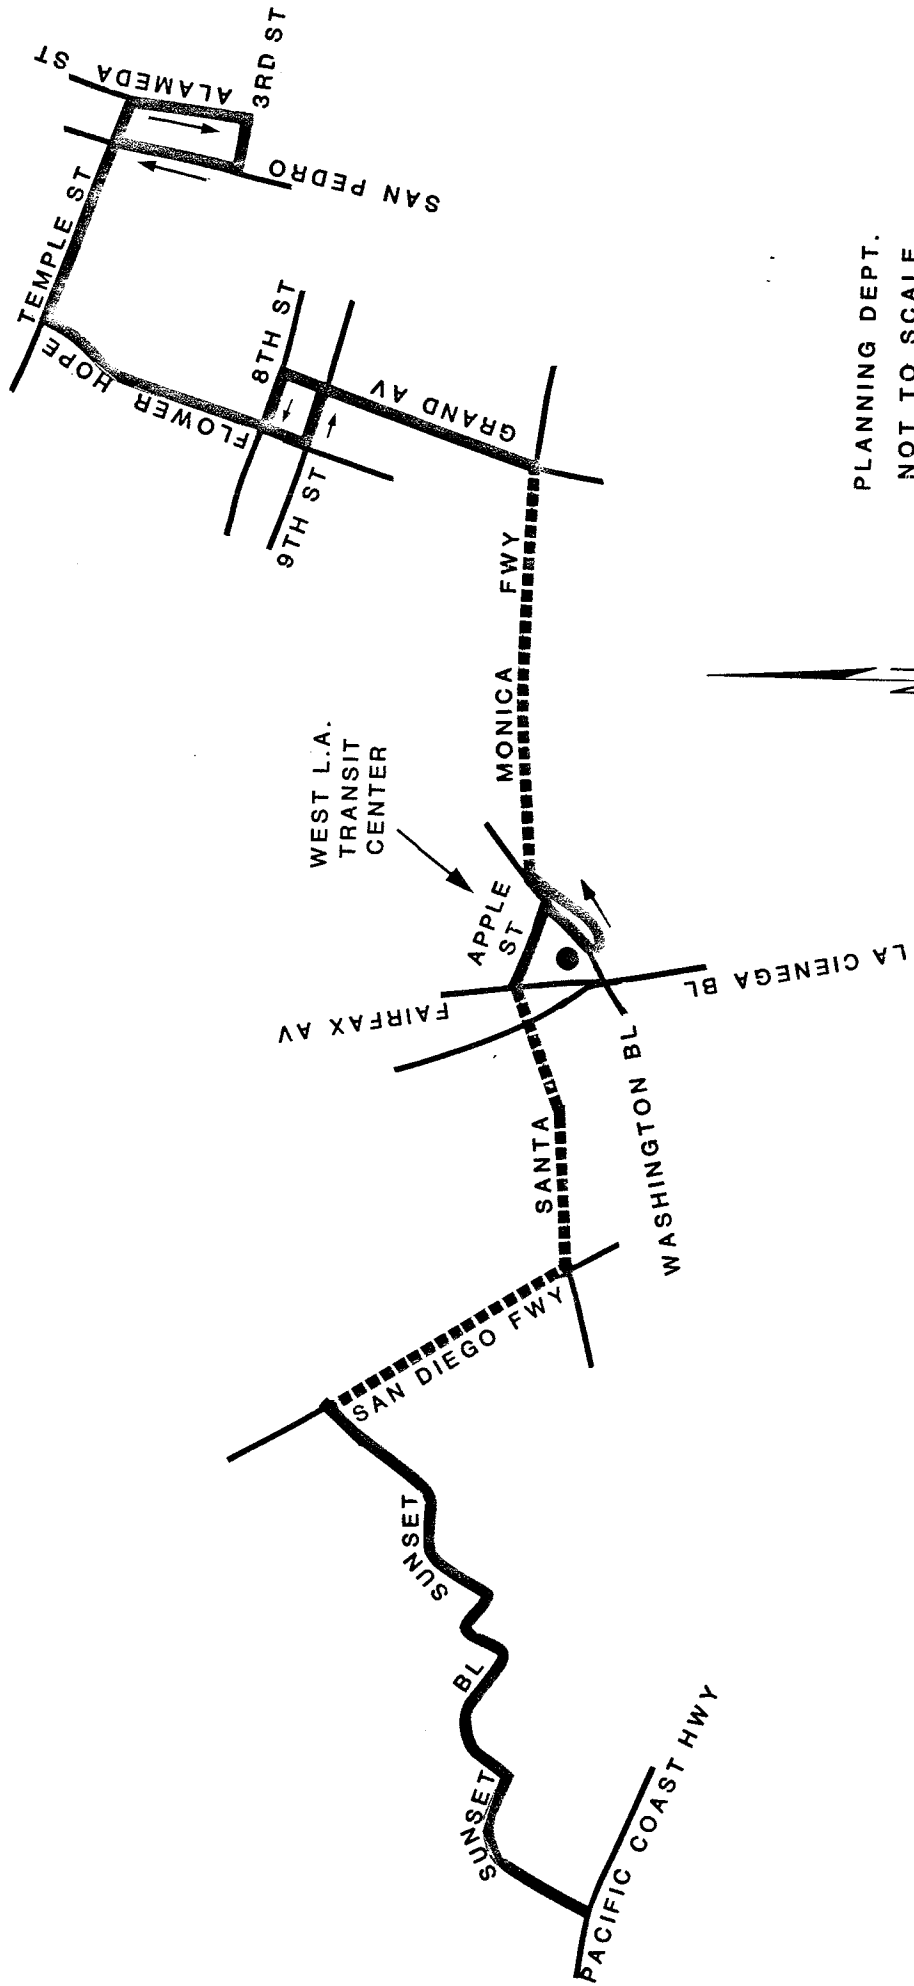 TEMPLE ST
ALAMEDA ST
3RD ST
SAN PEDRO
HOPE
FLOWER
8TH ST
9TH ST
GRAND AV
MONICA FWY
WEST L.A.
TRANSIT
CENTER
APPLE
ST
FAIRFAX AV
LA CIENEGA BL
WASHINGTON BL
SANTA
SAN DIEGO FWY
SUNSET
SUNSET
BL
SUNSET
PACIFIC COAST HWY
PLANNING DEPT.
NOT TO SCALE